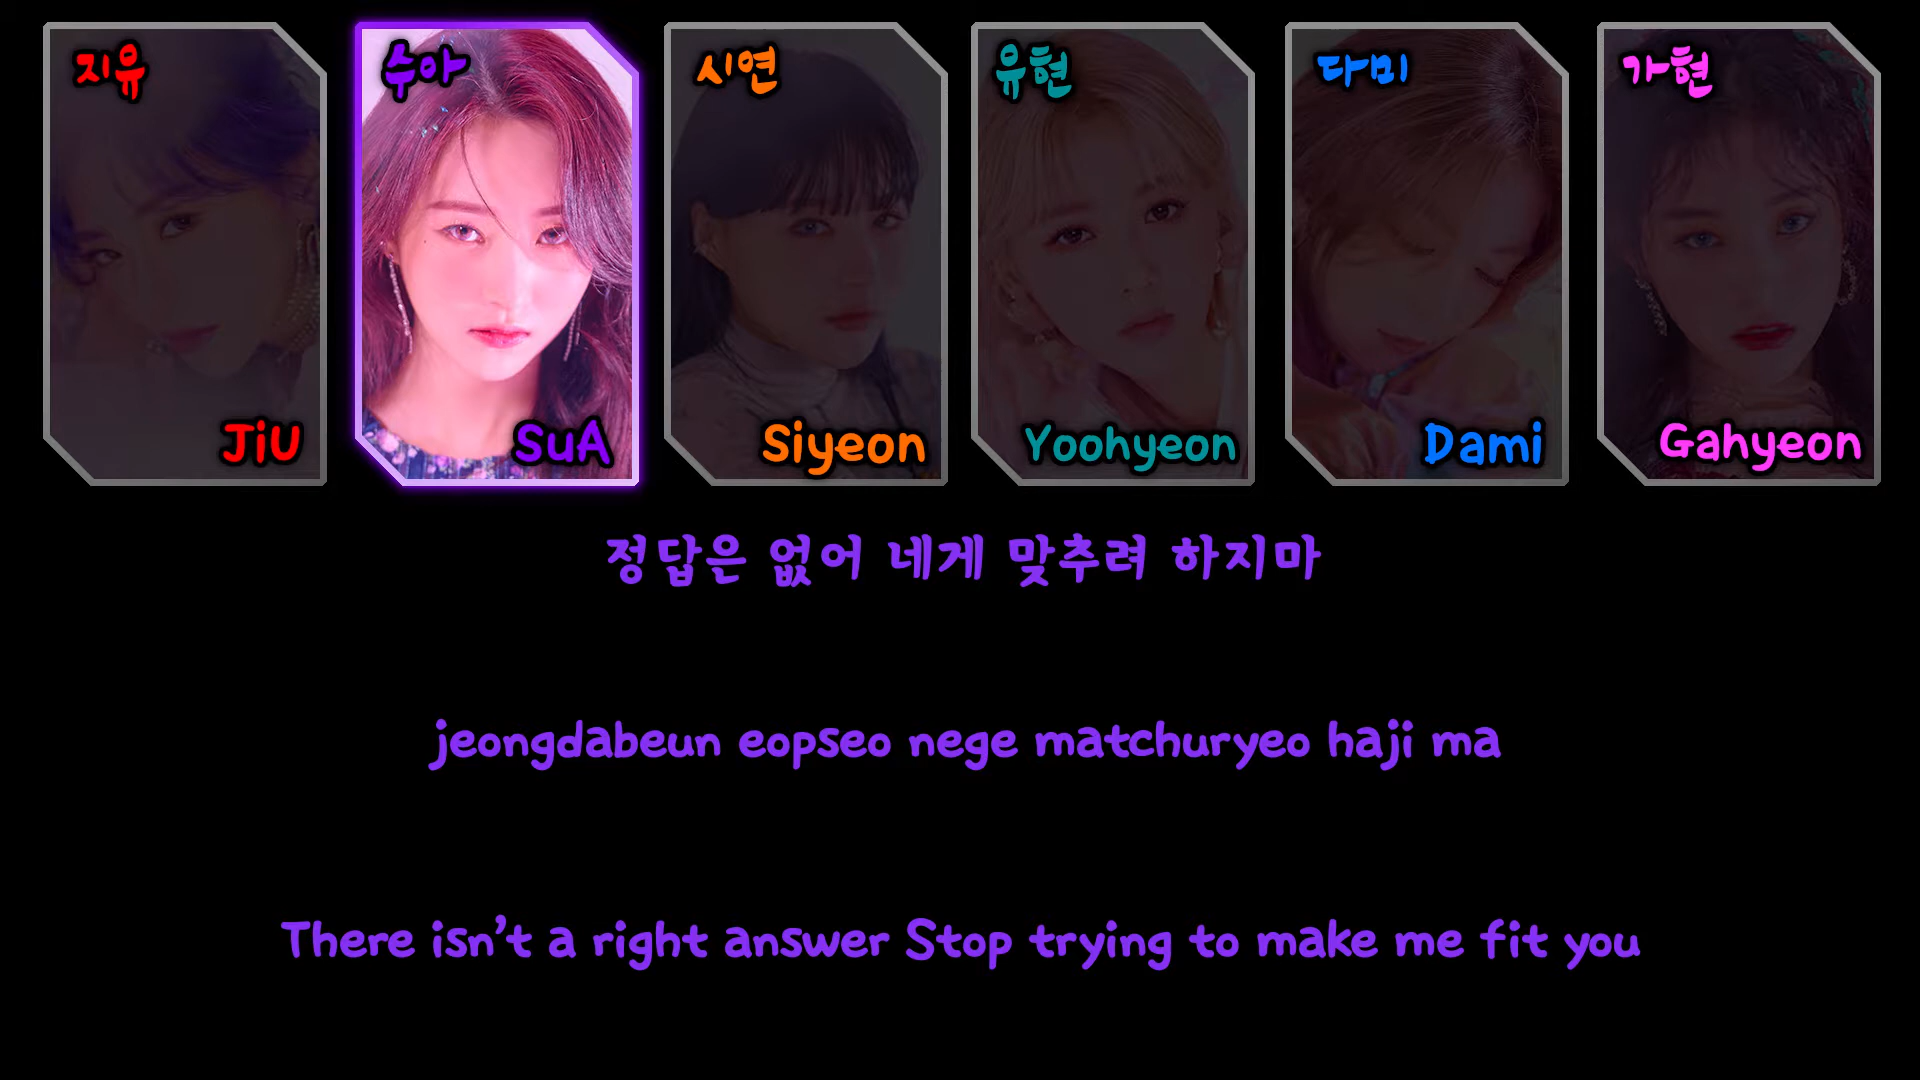 지유
수아
시연
유현
다미
가현
JiU
SuA
Siyeon
Yoohyeon
Dami
Gahyeon
정답은 없어 네게 맞추려 하지마
jeongdabeun eopseo nege matchuryeo haji ma
There isn't a right answer Stop trying to make me fit you